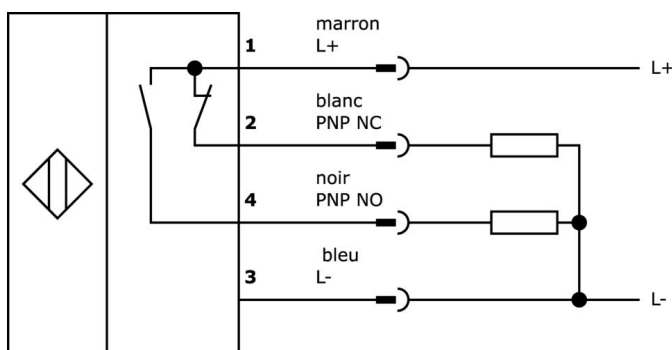 marron
1 L+
L+
blanc
2 PNP NC
noir
4 PNP NO
bleu
3 L-
L-